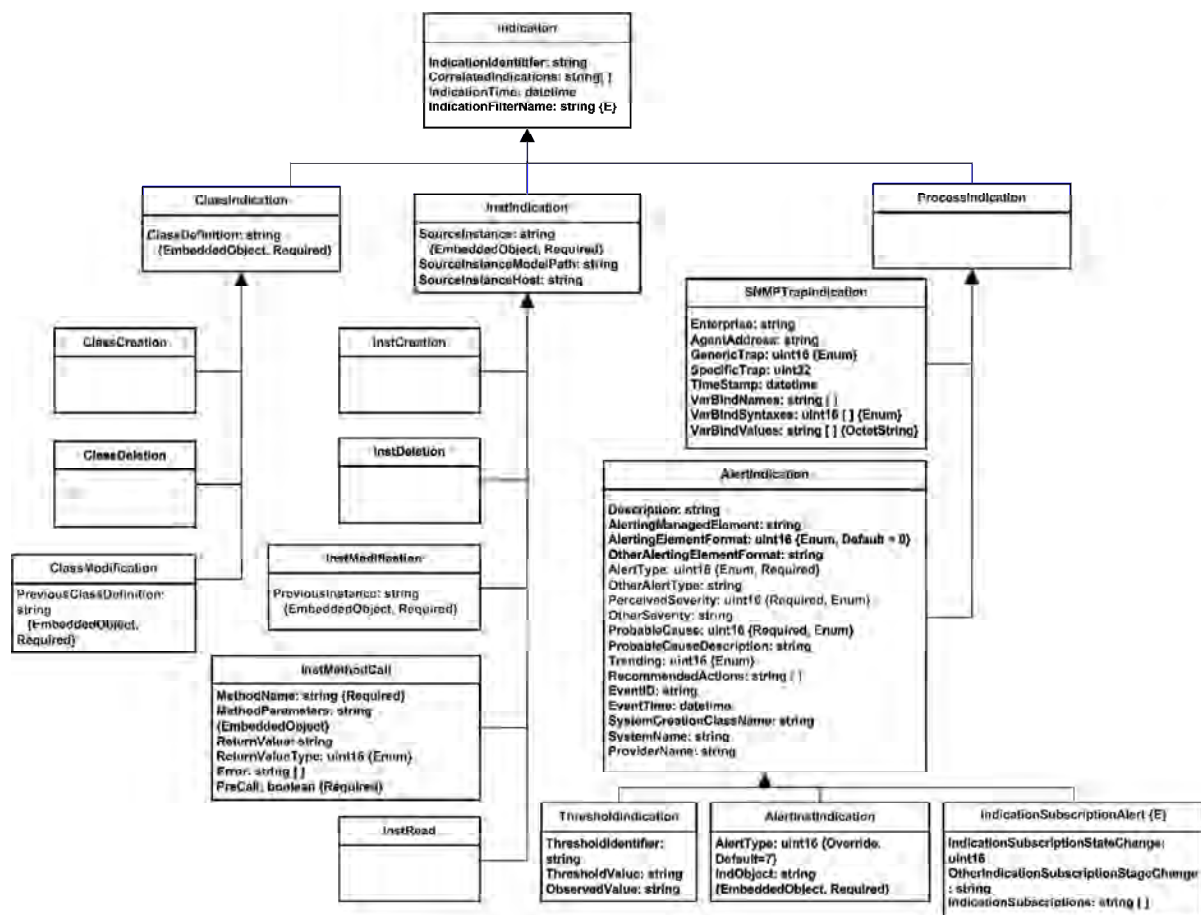 Indication
IndicationIdentitfer: string
CorrelatedIndications: string[ ]
IndicationTime: datetime
IndicationFilterName: string {E}
ClassIndication
ClassDefinition: string
{EmbeddedObject, Required}
InstIndication
SourceInstance: string
{EmbeddedObject, Required}
SourceInstanceModelPath: string
SourceInstanceHost: string
ProcessIndication
SNMPTrapIndication
Enterprise: string
AgentAddress: string
GenericTrap: uint16 {Enum}
SpecificTrap: uint32
TimeStamp: datetime
VarBindNames: string [ ]
VarBindSyntaxes: uint16 [ ] {Enum}
VarBindValues: string [ ] {OctetString}
ClassCreation
InstCreation
ClassDeletion
InstDeletion
AlertIndication
Description: string
AlertingManagedElement: string
AlertingElementFormat: uint16 {Enum, Default = 0}
OtherAlertingElementFormat: string
AlertType: uint16 {Enum, Required}
OtherAlertType: string
PerceivedSeverity: uint16 {Required, Enum}
OtherSeverity: string
ProbableCause: uint16 {Required, Enum}
ProbableCauseDescription: string
Trending: uint16 {Enum}
RecommendedActions: string [ ]
EventID: string
EventTime: datetime
SystemCreationClassName: string
SystemName: string
ProviderName: string
ClassModification
PreviousClassDefinition:
string
{EmbeddedObject,
Required}
InstModification
PreviousInstance: string
{EmbeddedObject, Required}
InstMethodCall
MethodName: string {Required}
MethodParameters: string
{EmbeddedObject}
ReturnValue: string
ReturnValueType: uint16 {Enum}
Error: string [ ]
PreCall: boolean {Required}
InstRead
ThresholdIndication
ThresholdIdentifier:
string
ThresholdValue: string
ObservedValue: string
AlertInstIndication
AlertType: uint16 {Override,
Default=7}
IndObject: string
{EmbeddedObject, Required}
IndicationSubscriptionAlert {E}
IndicationSubscriptionStateChange:
uint16
OtherIndicationSubscriptionStageChange
: string
IndicationSubscriptions: string [ ]